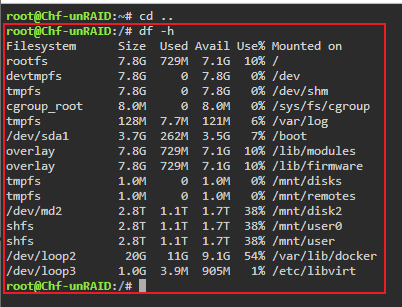 root@Chf-unRAID:~# cd ..
root@Chf-unRAID:/# df -h
Filesystem Size Used Avail Use% Mounted on
rootfs 7.8G 729M 7.1G 10% /
devtmpfs 7.8G 0 7.8G 0% /dev
tmpfs 7.8G 0 7.8G 0% /dev/shm
cgroup_root 8.0M 0 8.0M 0% /sys/fs/cgroup
tmpfs 128M 7.7M 121M 6% /var/log
/dev/sda1 3.7G 262M 3.5G 7% /boot
overlay 7.8G 729M 7.1G 10% /lib/modules
overlay 7.8G 729M 7.1G 10% /lib/firmware
tmpfs 1.0M 0 1.0M 0% /mnt/disks
tmpfs 1.0M 0 1.0M 0% /mnt/remotes
/dev/md2 2.8T 1.1T 1.7T 38% /mnt/disk2
shfs 2.8T 1.1T 1.7T 38% /mnt/user0
shfs 2.8T 1.1T 1.7T 38% /mnt/user
/dev/loop2 20G 11G 9.1G 54% /var/lib/docker
/dev/loop3 1.0G 3.9M 905M 1% /etc/libvirt
root@Chf-unRAID:/#